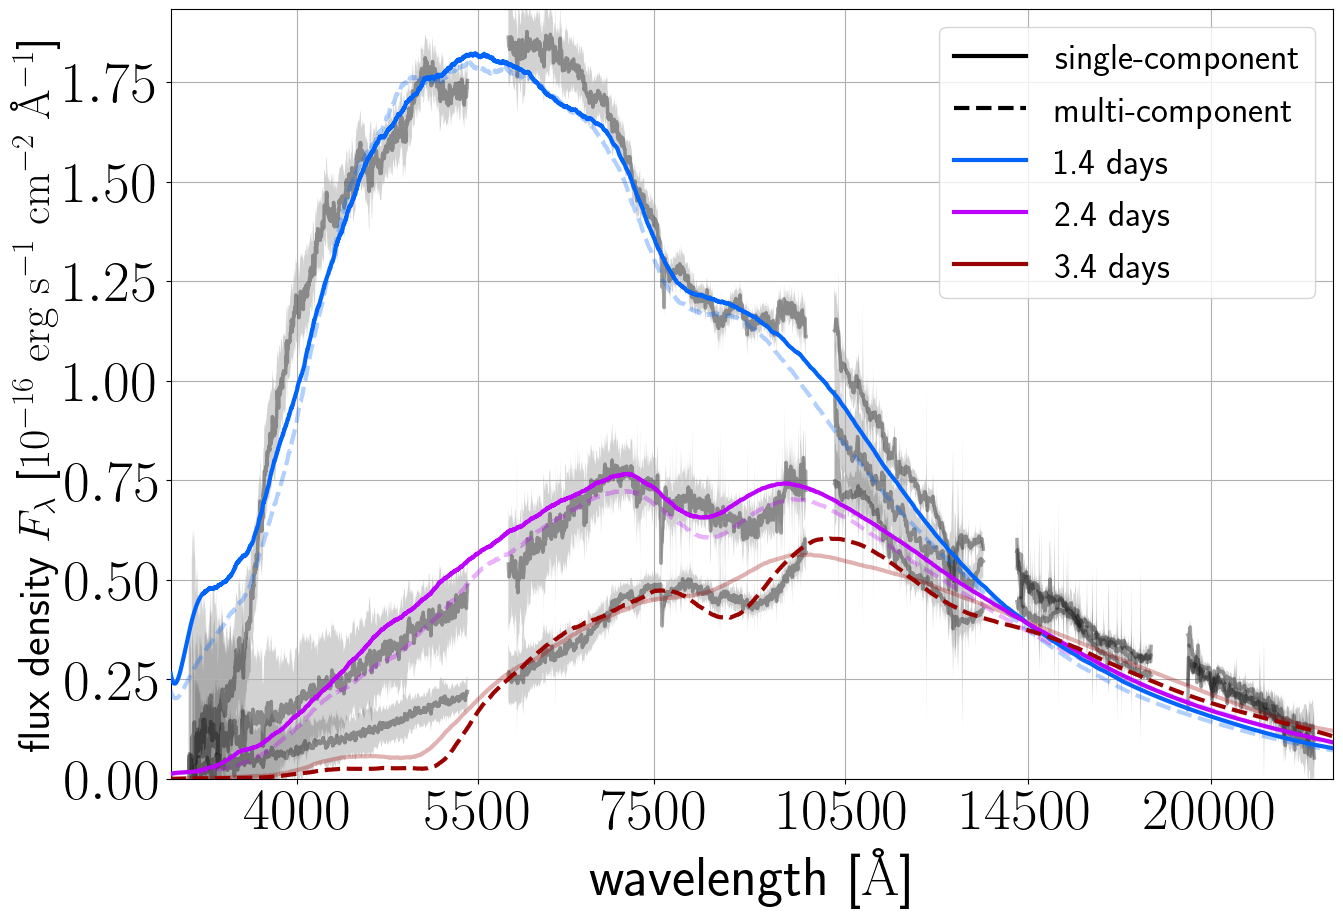 flux density F_λ [10⁻¹⁶ erg s⁻¹ cm⁻² Å⁻¹]
1.75
1.50
1.25
1.00
0.75
0.50
0.25
0.00
single-component
multi-component
1.4 days
2.4 days
3.4 days
4000 5500 7500 10500 14500 20000
wavelength [Å]